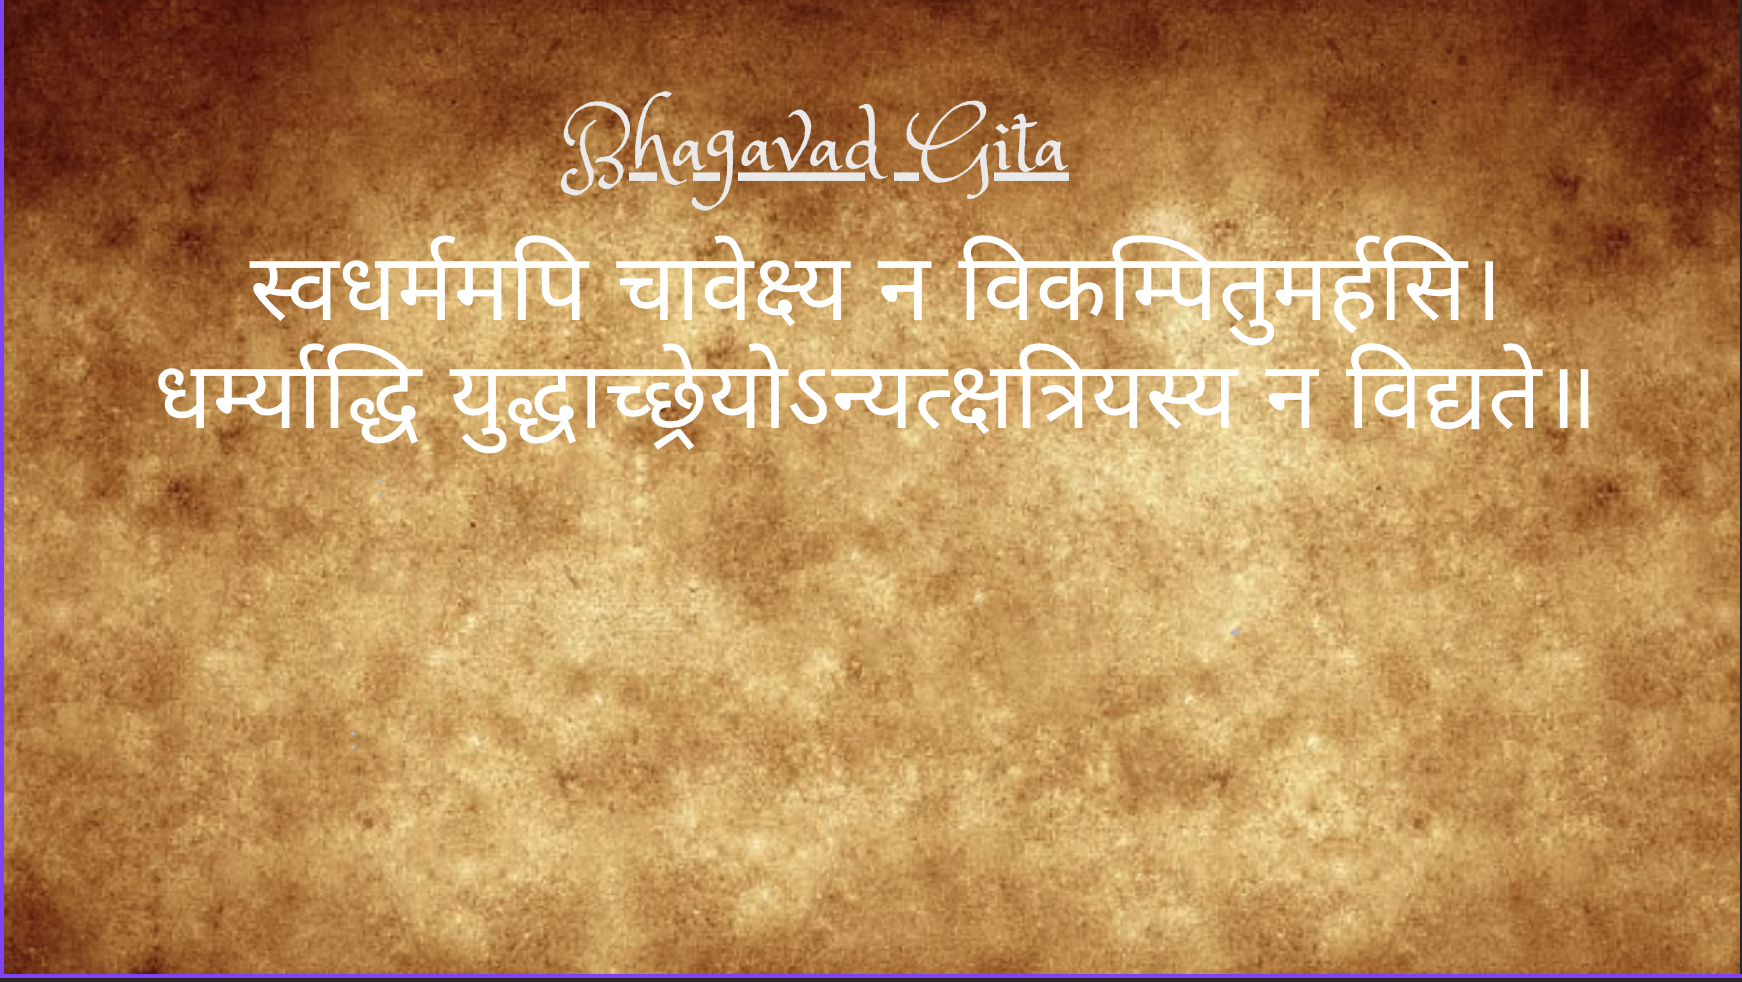 Bhagavad Gita
स्वधर्ममपि चावेक्ष्य न विकम्पितुमर्हसि।
धर्म्याद्धि युद्धाच्छ्रेयोऽन्यत्क्षत्रियस्य न विद्यते॥